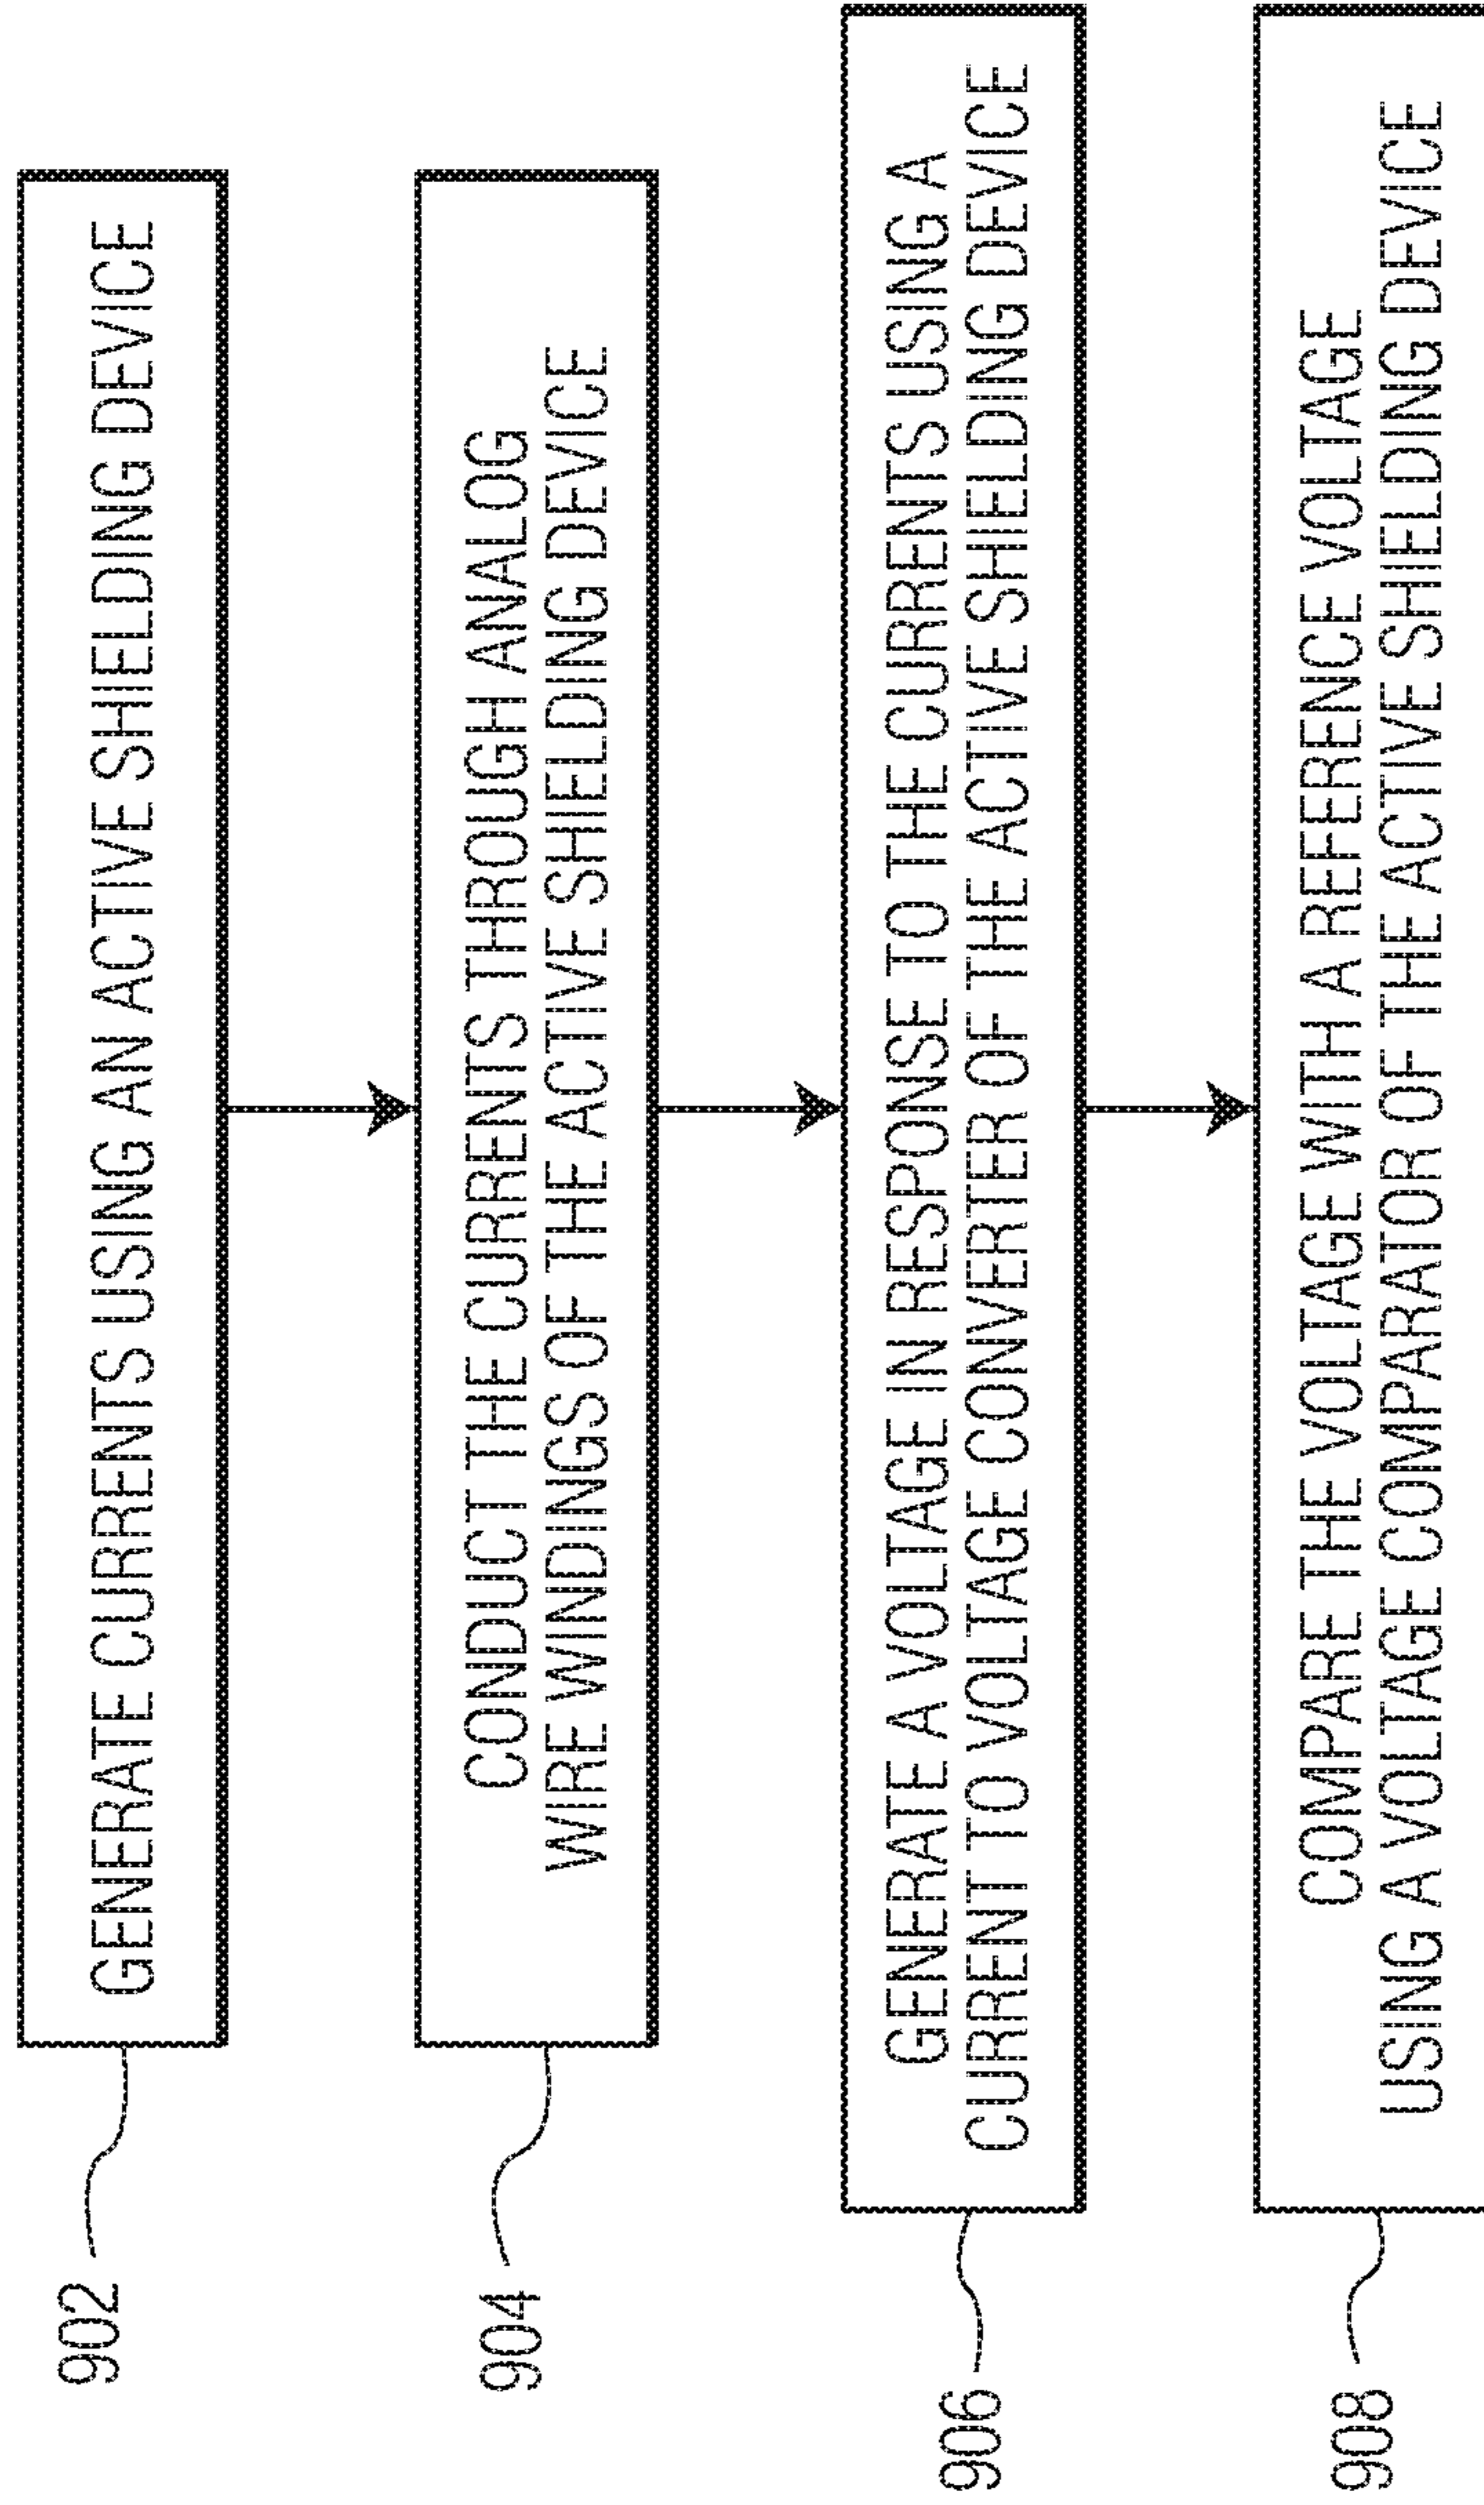 902
GENERATE CURRENTS USING AN ACTIVE SHIELDING DEVICE
904
CONDUCT THE CURRENTS THROUGH ANALOG
WIRE WINDINGS OF THE ACTIVE SHIELDING DEVICE
906
GENERATE A VOLTAGE IN RESPONSE TO THE CURRENTS USING A
CURRENT TO VOLTAGE CONVERTER OF THE ACTIVE SHIELDING DEVICE
908
COMPARE THE VOLTAGE WITH A REFERENCE VOLTAGE
USING A VOLTAGE COMPARATOR OF THE ACTIVE SHIELDING DEVICE